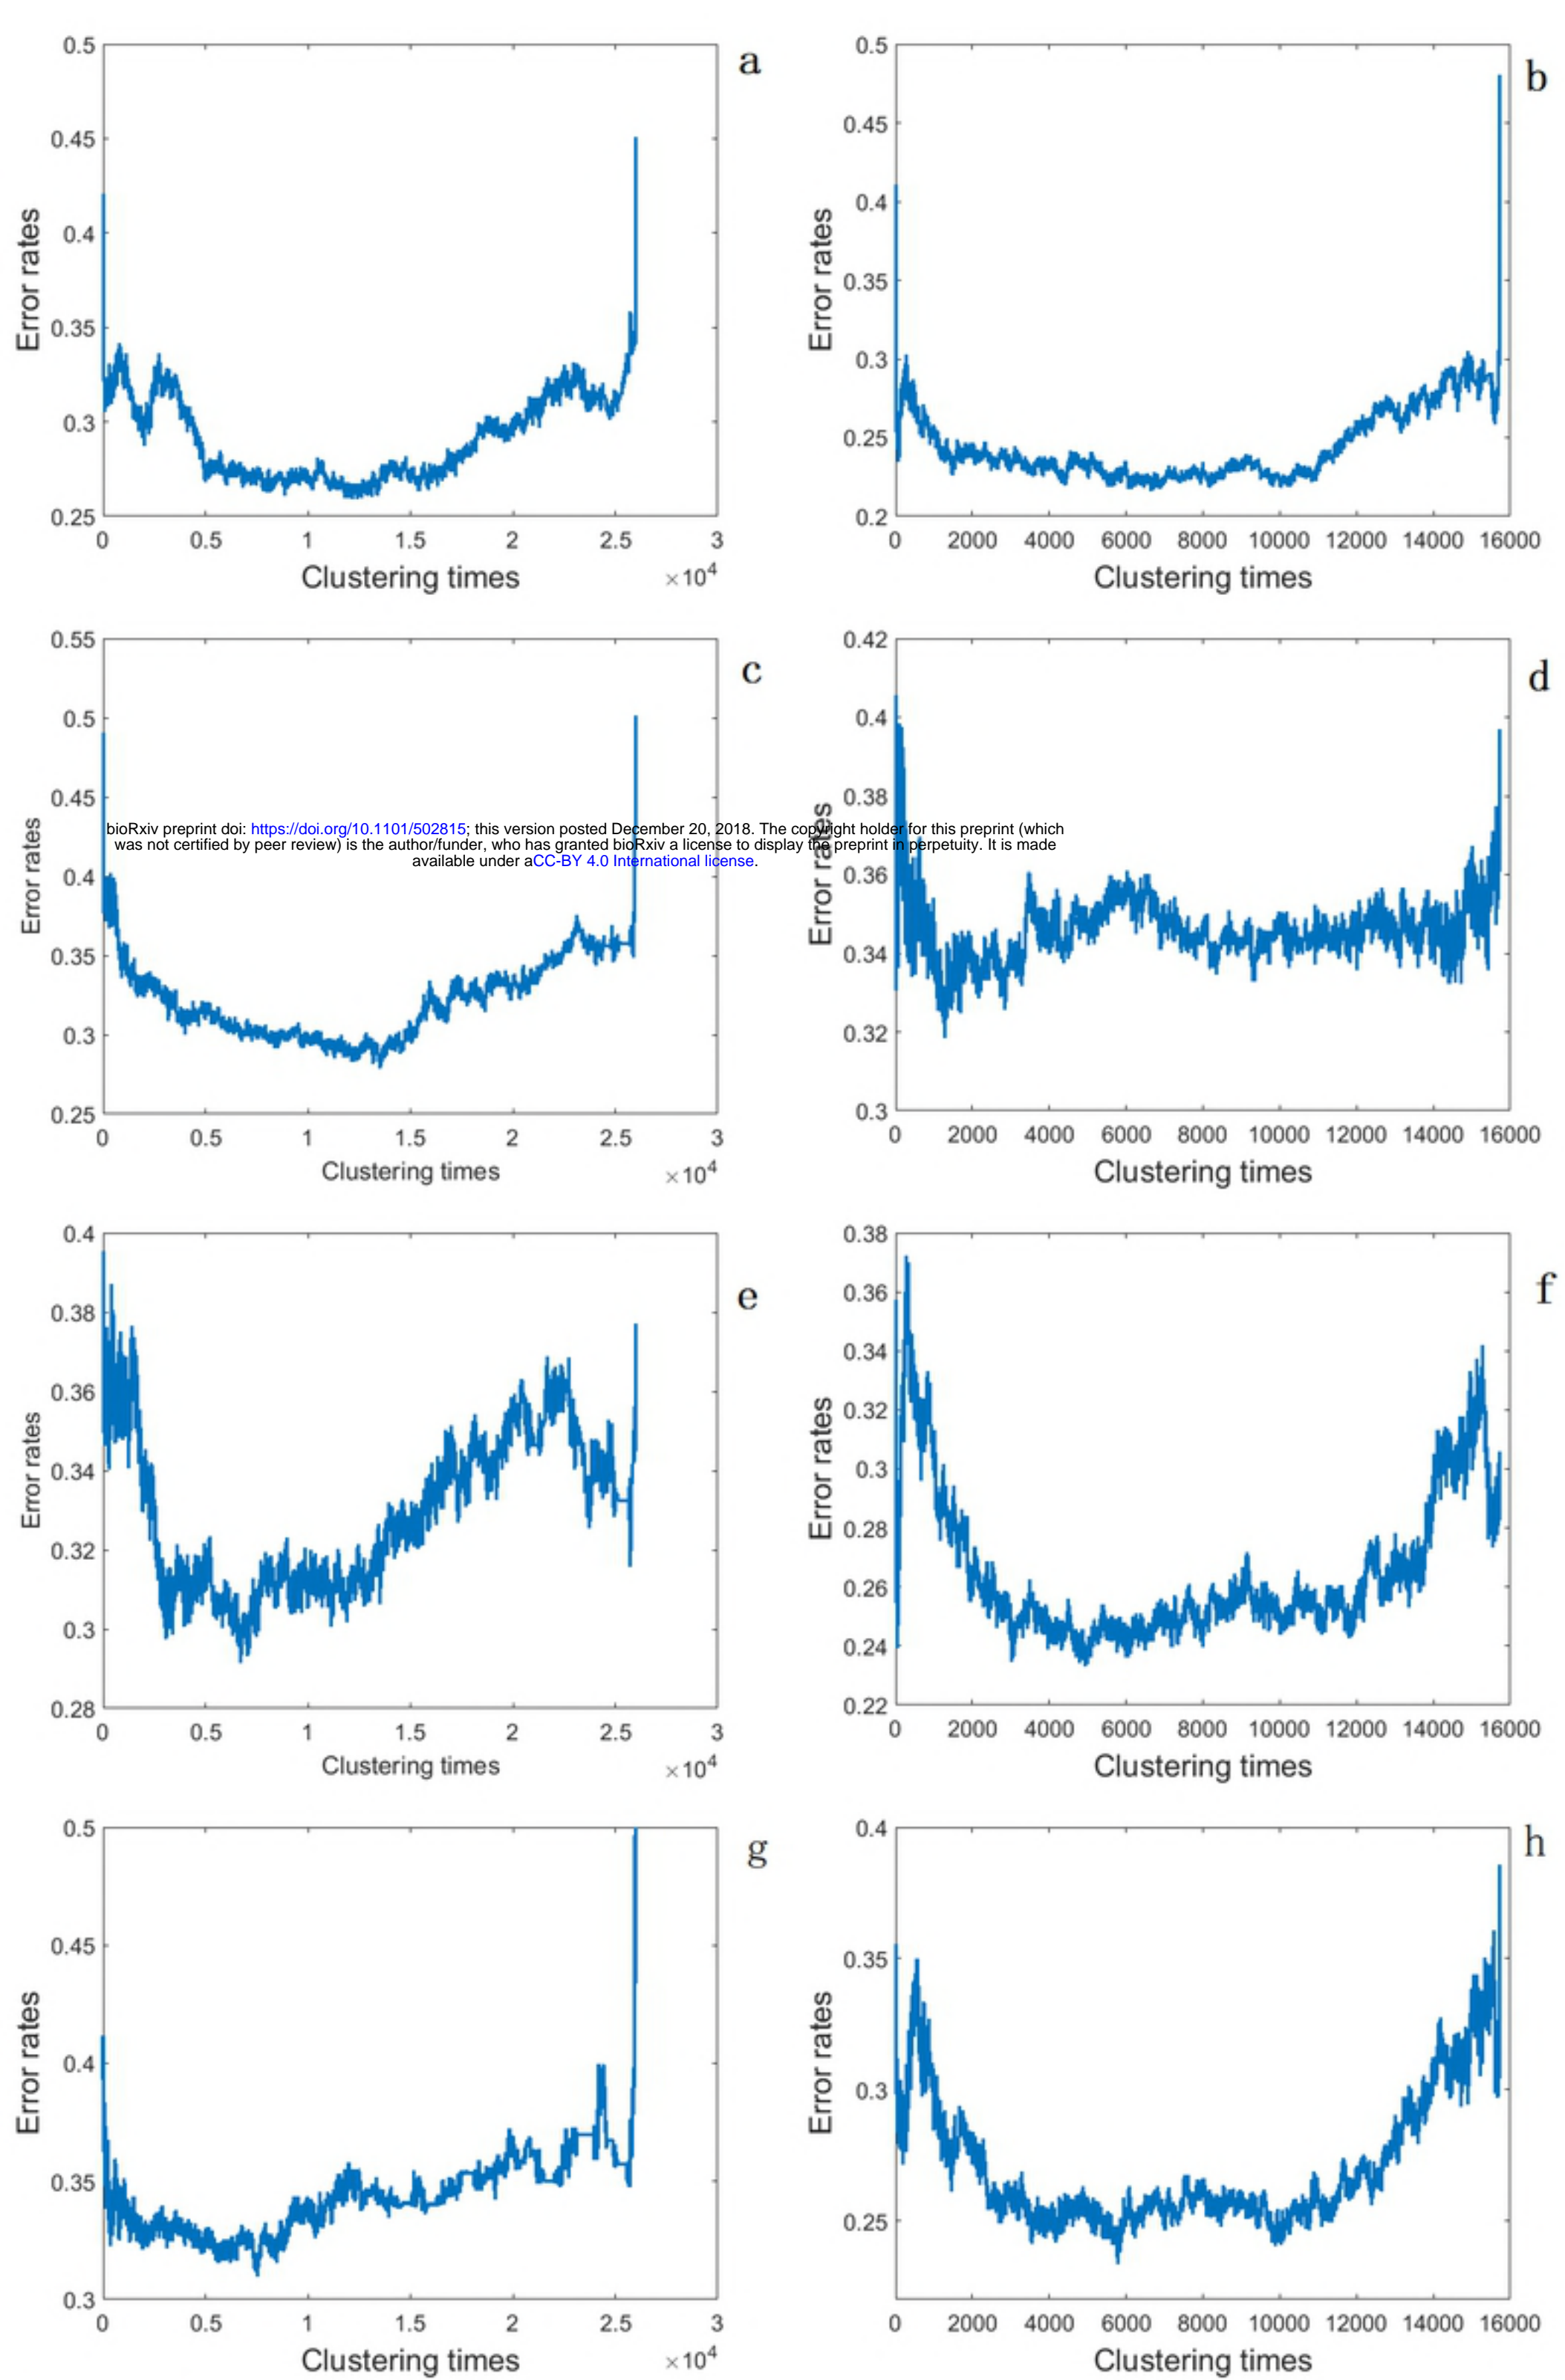 0.5
0.45
0.4
0.35
0.3
0.25
Error rates
0 0.5 1 1.5 2 2.5 3
Clustering times ×10^4
a
0.5
0.45
0.4
0.35
0.3
0.25
0.2
Error rates
0 2000 4000 6000 8000 10000 12000 14000 16000
Clustering times
b
0.55
0.5
0.45
0.4
0.35
0.3
0.25
Error rates
0 0.5 1 1.5 2 2.5 3
Clustering times ×10^4
c
bioRxiv preprint doi: https://doi.org/10.1101/502815; this version posted December 20, 2018. The copyright holder for this preprint (which
was not certified by peer review) is the author/funder, who has granted bioRxiv a license to display the preprint in perpetuity. It is made
available under aCC-BY 4.0 International license.
0.42
0.4
0.38
0.36
0.34
0.32
0.3
Error rates
0 2000 4000 6000 8000 10000 12000 14000 16000
Clustering times
d
0.4
0.38
0.36
0.34
0.32
0.3
0.28
Error rates
0 0.5 1 1.5 2 2.5 3
Clustering times ×10^4
e
0.38
0.36
0.34
0.32
0.3
0.28
0.26
0.24
0.22
Error rates
0 2000 4000 6000 8000 10000 12000 14000 16000
Clustering times
f
0.5
0.45
0.4
0.35
0.3
Error rates
0 0.5 1 1.5 2 2.5 3
Clustering times ×10^4
g
0.4
0.35
0.3
0.25
Error rates
0 2000 4000 6000 8000 10000 12000 14000 16000
Clustering times
h